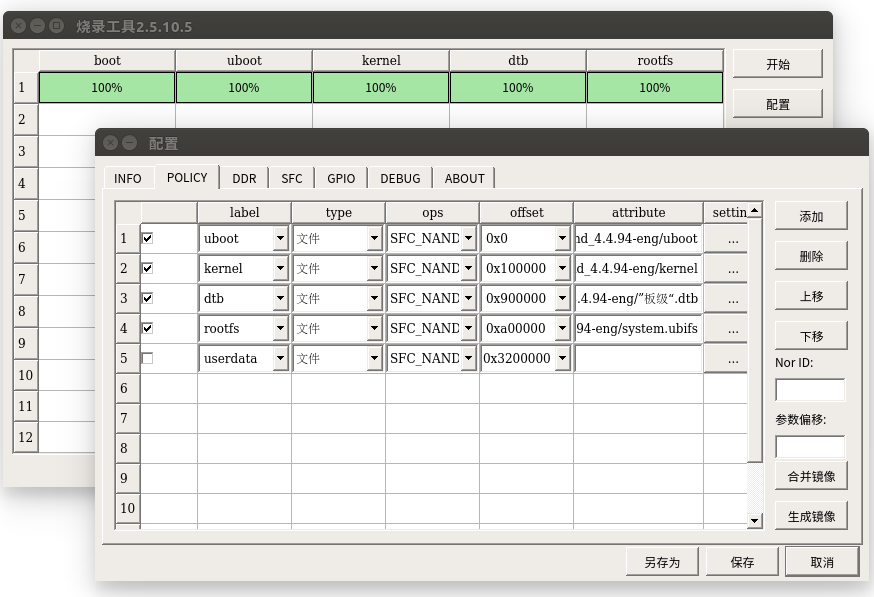 烧录工具2.5.10.5
boot uboot kernel dtb rootfs
1 100% 100% 100% 100% 100%
开始
2
配置
3
4
5
6
7
8
9
10
11
12
配置
INFO POLICY DDR SFC GPIO DEBUG ABOUT
label type ops offset attribute settin
1 uboot 文件 SFC_NAND 0x0 nd_4.4.94-eng/uboot ...
2 kernel 文件 SFC_NAND 0x100000 d_4.4.94-eng/kernel ...
3 dtb 文件 SFC_NAND 0x900000 .4.94-eng/”板级“.dtb ...
4 rootfs 文件 SFC_NAND 0xa00000 94-eng/system.ubifs ...
5 userdata 文件 SFC_NAND 0x3200000 ...
6
7
8
9
10
添加
删除
上移
下移
Nor ID:
参数偏移:
合并镜像
生成镜像
另存为 保存 取消